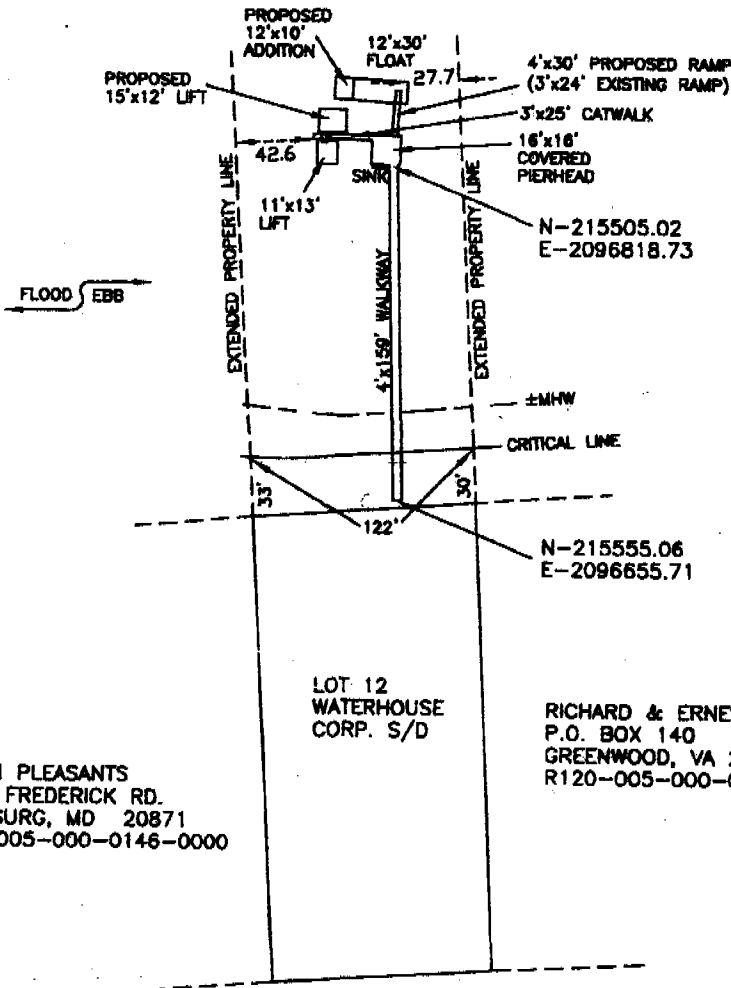 PROPOSED
12'x10'
ADDITION
12'x30'
FLOAT
27.7
4'x30' PROPOSED RAMP
(3'x24' EXISTING RAMP)
PROPOSED
15'x12' LIFT
3'x25' CATWALK
42.6
16'x16'
COVERED
PIERHEAD
SINK
11'x13'
LIFT
N-215505.02
E-2096818.73
EXTENDED PROPERTY LINE
EXTENDED PROPERTY LINE
FLOOD EBB
4'x159' WALKWAY
±MHW
CRITICAL LINE
33'
30'
122'
N-215555.06
E-2096655.71
LOT 12
WATERHOUSE
CORP. S/D
RICHARD & ERNE
P.O. BOX 140
GREENWOOD, VA
R120-005-000-0
PLEASANTS
FREDERICK RD.
SURG, MD 20871
005-000-0146-0000